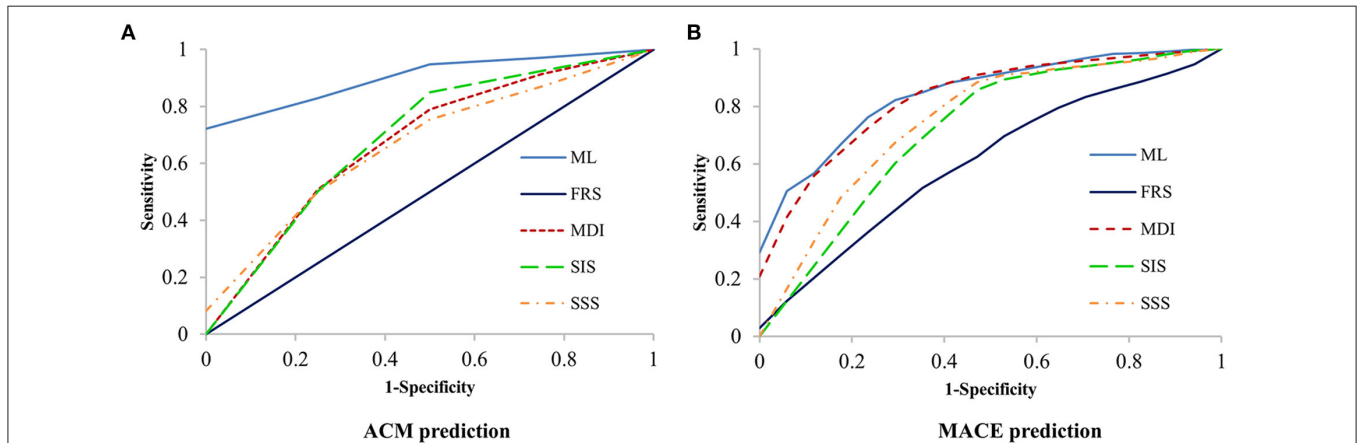 A
Sensitivity
1
0.8
0.6
0.4
0.2
0
0 0.2 0.4 0.6 0.8 1
1-Specificity
ML
FRS
MDI
SIS
SSS
ACM prediction
B
Sensitivity
1
0.8
0.6
0.4
0.2
0
0 0.2 0.4 0.6 0.8 1
1-Specificity
ML
FRS
MDI
SIS
SSS
MACE prediction